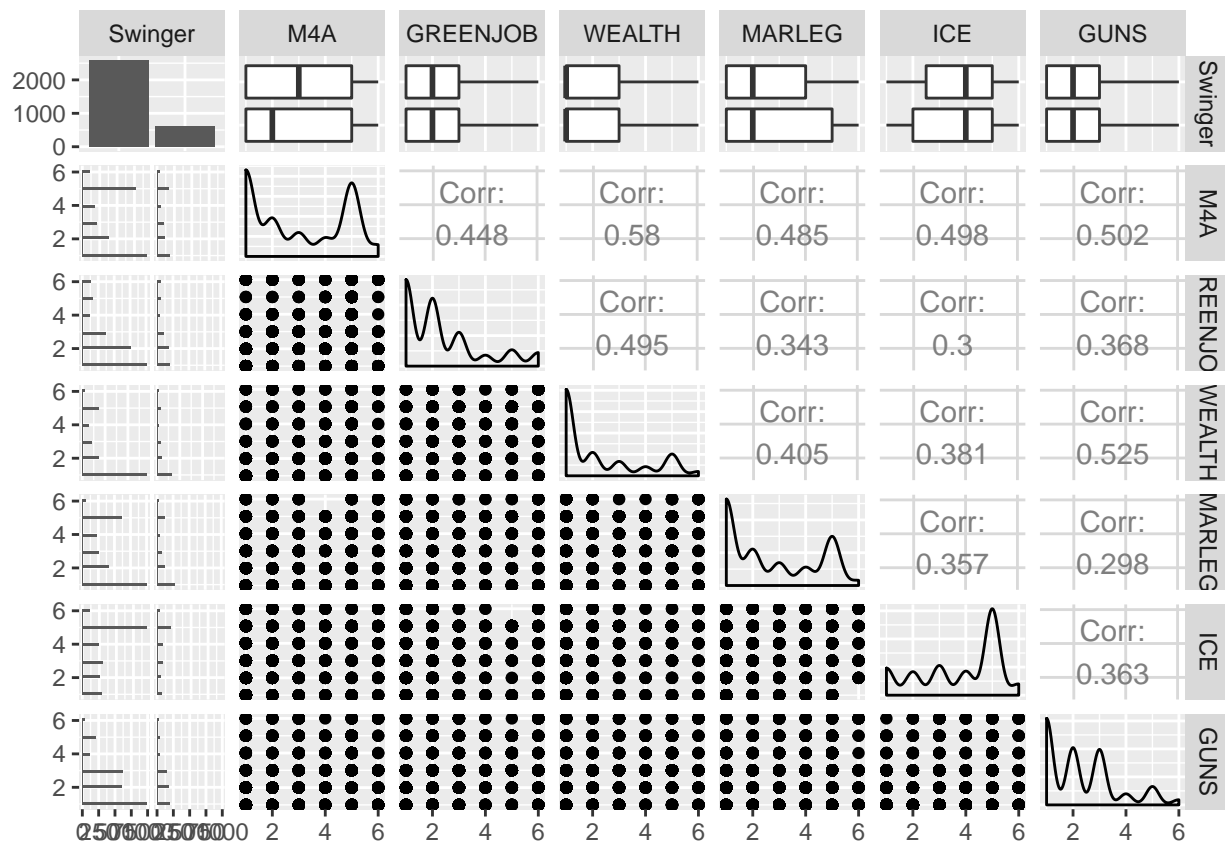 Swinger M4A GREENJOB WEALTH MARLEG ICE GUNS
2000
1000
0
Swinger
6
4
2
Corr:
0.448
Corr:
0.58
Corr:
0.485
Corr:
0.498
Corr:
0.502
M4A
6
4
2
Corr:
0.495
Corr:
0.343
Corr:
0.3
Corr:
0.368
REENJO
6
4
2
Corr:
0.405
Corr:
0.381
Corr:
0.525
WEALTH
6
4
2
Corr:
0.357
Corr:
0.298
MARLEG
6
4
2
Corr:
0.363
ICE
6
4
2
GUNS
2 4 6 2 4 6 2 4 6 2 4 6 2 4 6 2 4 6